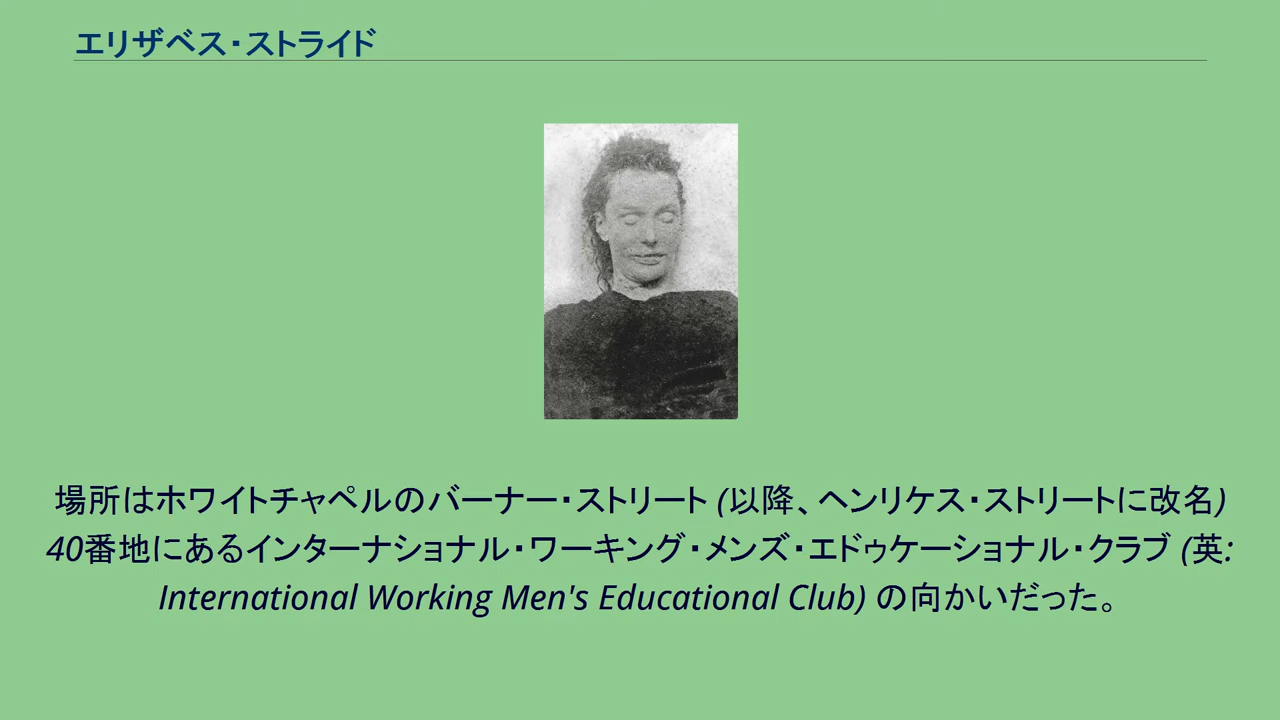 エリザベス・ストライド
場所はホワイトチャペルのバーナー・ストリート (以降、ヘンリケス・ストリートに改名)
40番地にあるインターナショナル・ワーキング・メンズ・エドゥケーショナル・クラブ (英:
International Working Men's Educational Club) の向かいだった。